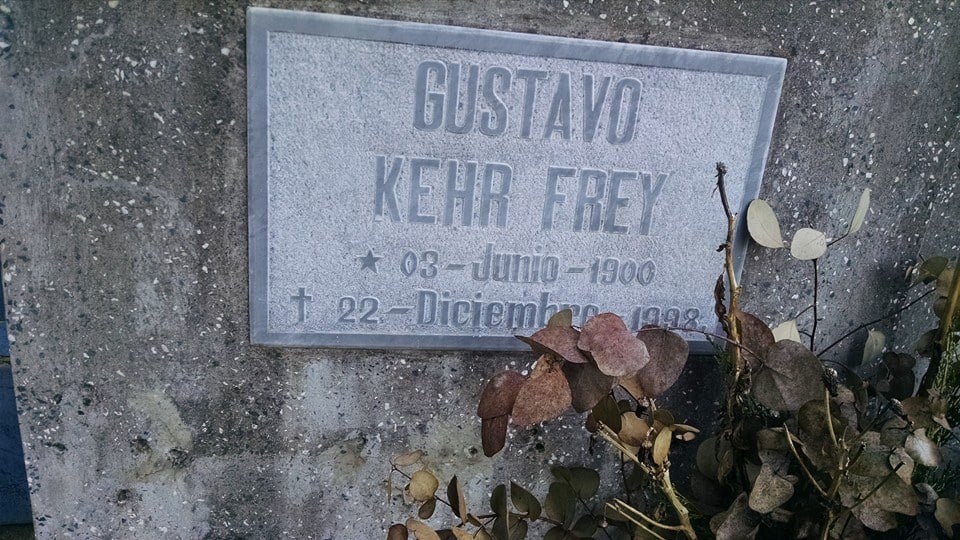 GUSTAVO
KEHR FREY
★ 03-Junio-1900
✝ 22-Diciembre-1998